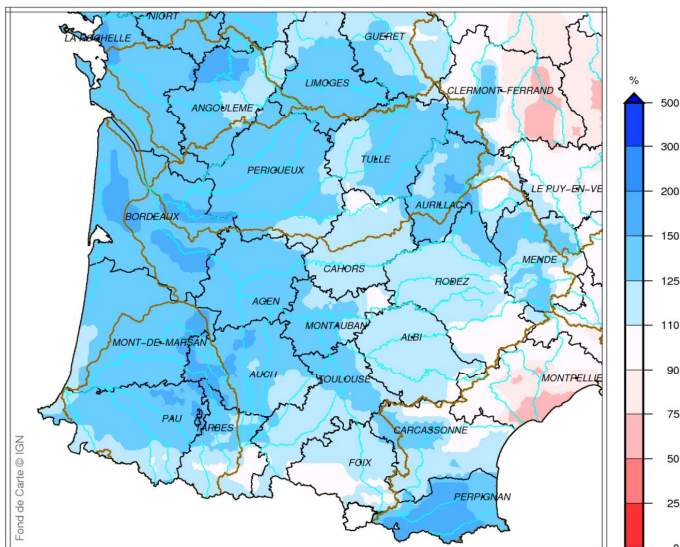 NIORT
LA ROCHELLE
GUERET
%
500
LIMOGES
CLERMONT-FERRAND
ANGOULEME
300
TULLE
PERIGUEUX
200
LE PUY-EN-VE
AURILLAC
BORDEAUX
150
CAHORS
MENDE
RODEZ
125
AGEN
MONTAUBAN
110
ALBI
MONT-DE-MARSAN
90
AUCH
TOULOUSE
MONTPELLIE
75
PAU
TARBES
CARCASSONNE
50
FOIX
PERPIGNAN
25
0
Fond de Carte © IGN